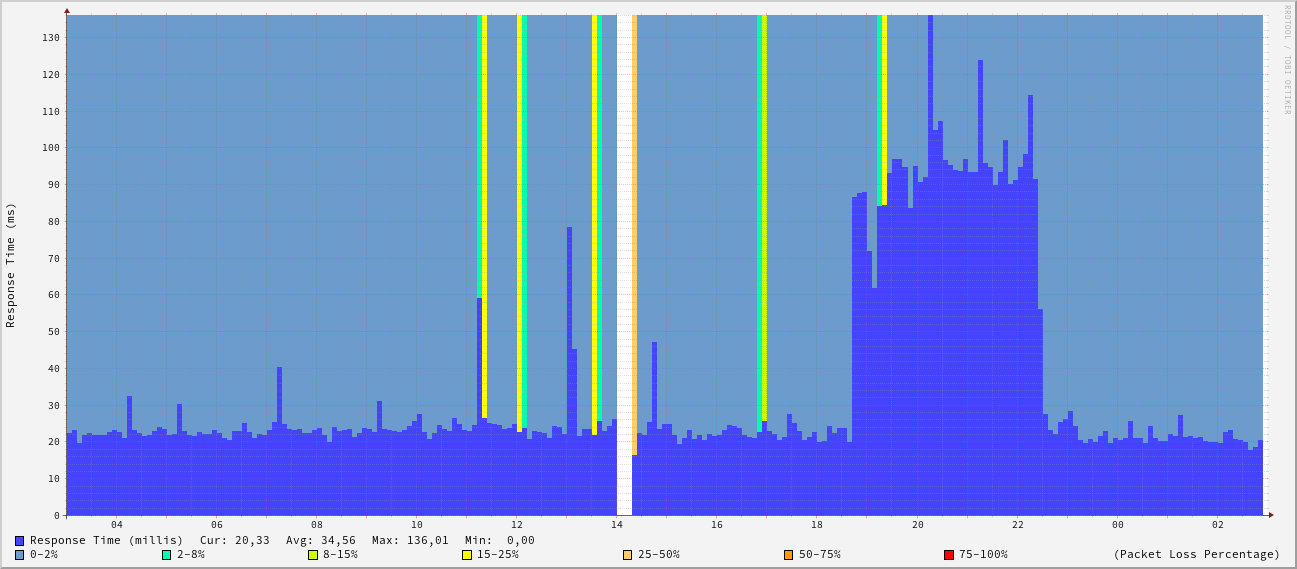 RRDTOOL / TOBI OETIKER
Response Time (ms)
130
120
110
100
90
80
70
60
50
40
30
20
10
0
04 06 08 10 12 14 16 18 20 22 00 02
Response Time (millis) Cur: 20,33 Avg: 34,56 Max: 136,01 Min: 0,00
0-2% 2-8% 8-15% 15-25% 25-50% 50-75% 75-100% (Packet Loss Percentage)